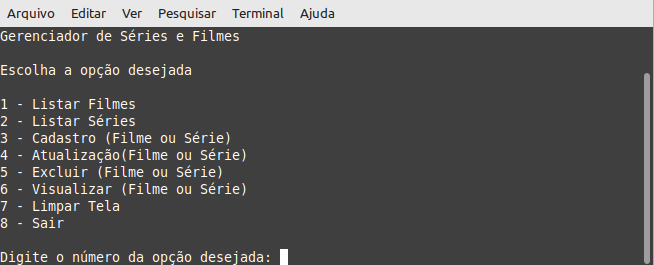 Arquivo Editar Ver Pesquisar Terminal Ajuda
Gerenciador de Séries e Filmes
Escolha a opção desejada
1 - Listar Filmes
2 - Listar Séries
3 - Cadastro (Filme ou Série)
4 - Atualização(Filme ou Série)
5 - Excluir (Filme ou Série)
6 - Visualizar (Filme ou Série)
7 - Limpar Tela
8 - Sair
Digite o número da opção desejada: